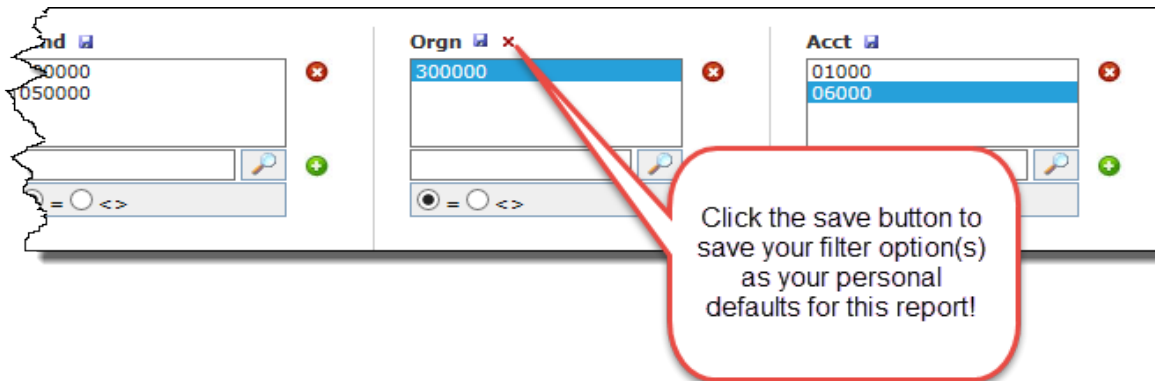 Orgn
300000
= <>
Acct
01000
06000
050000
= <>
Click the save button to
save your filter option(s)
as your personal
defaults for this report!